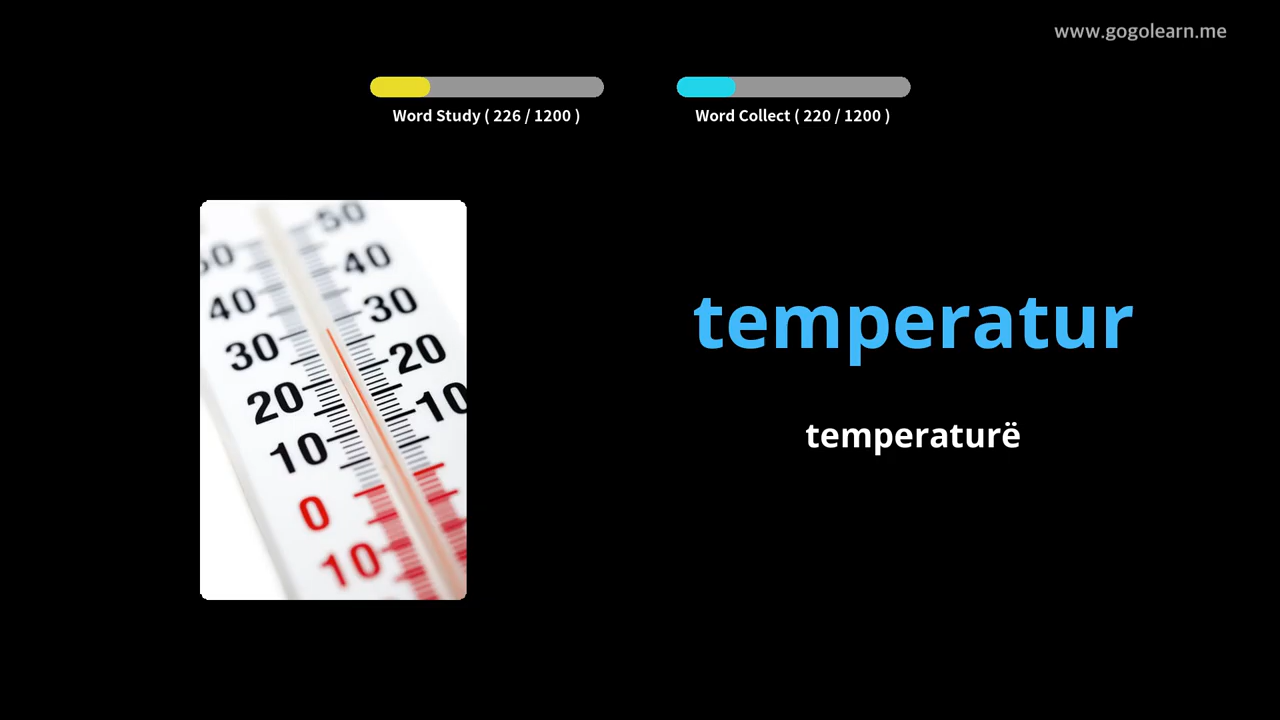 www.gogolearn.me
Word Study ( 226 / 1200 )
Word Collect ( 220 / 1200 )
50
50
40
40
30
30
20
20
10
10
0
10
temperatur
temperaturë